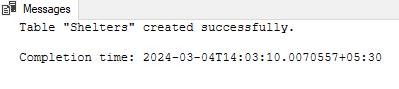 Messages
Table "Shelters" created successfully.
Completion time: 2024-03-04T14:03:10.0070557+05:30